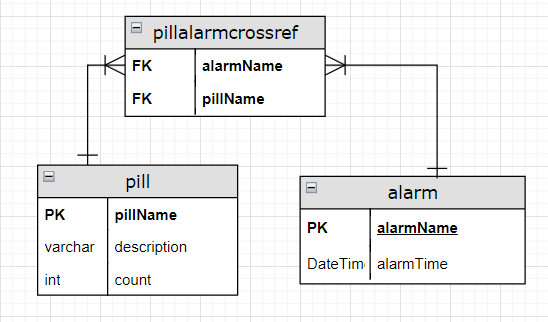 pillalarmcrossref
FK alarmName
FK pillName
pill
PK pillName
varchar description
int count
alarm
PK alarmName
DateTim alarmTime